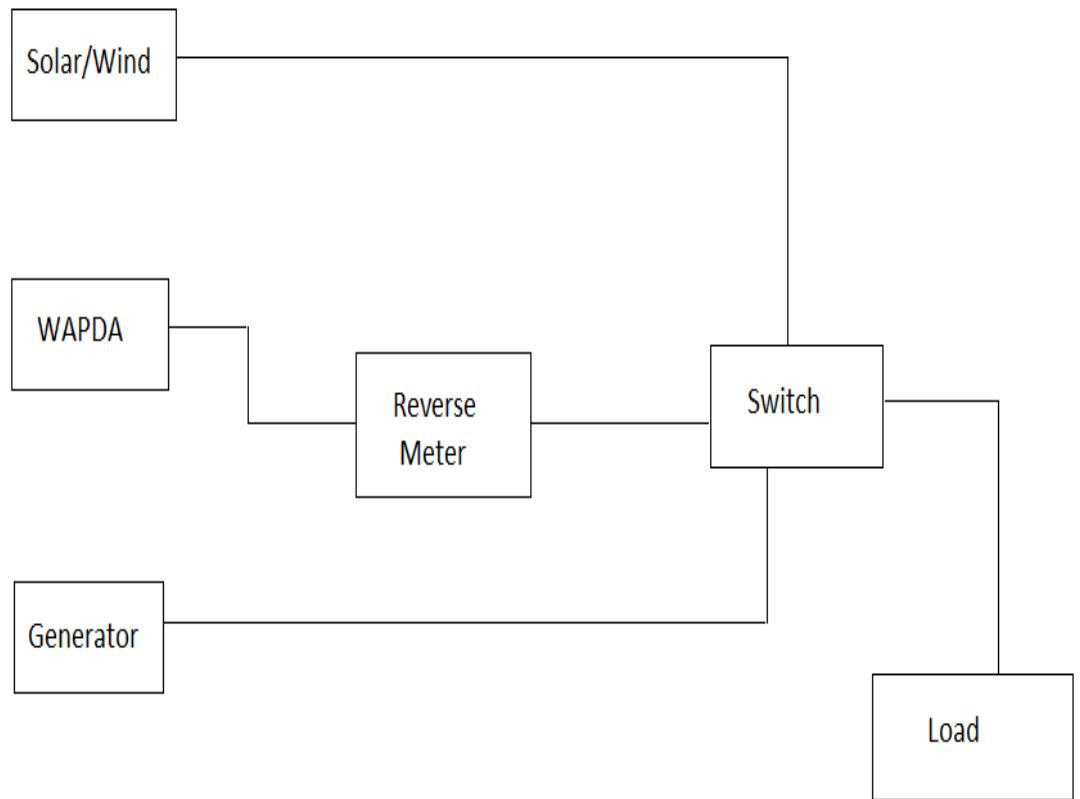 Solar/Wind
WAPDA
Reverse
Meter
Switch
Generator
Load